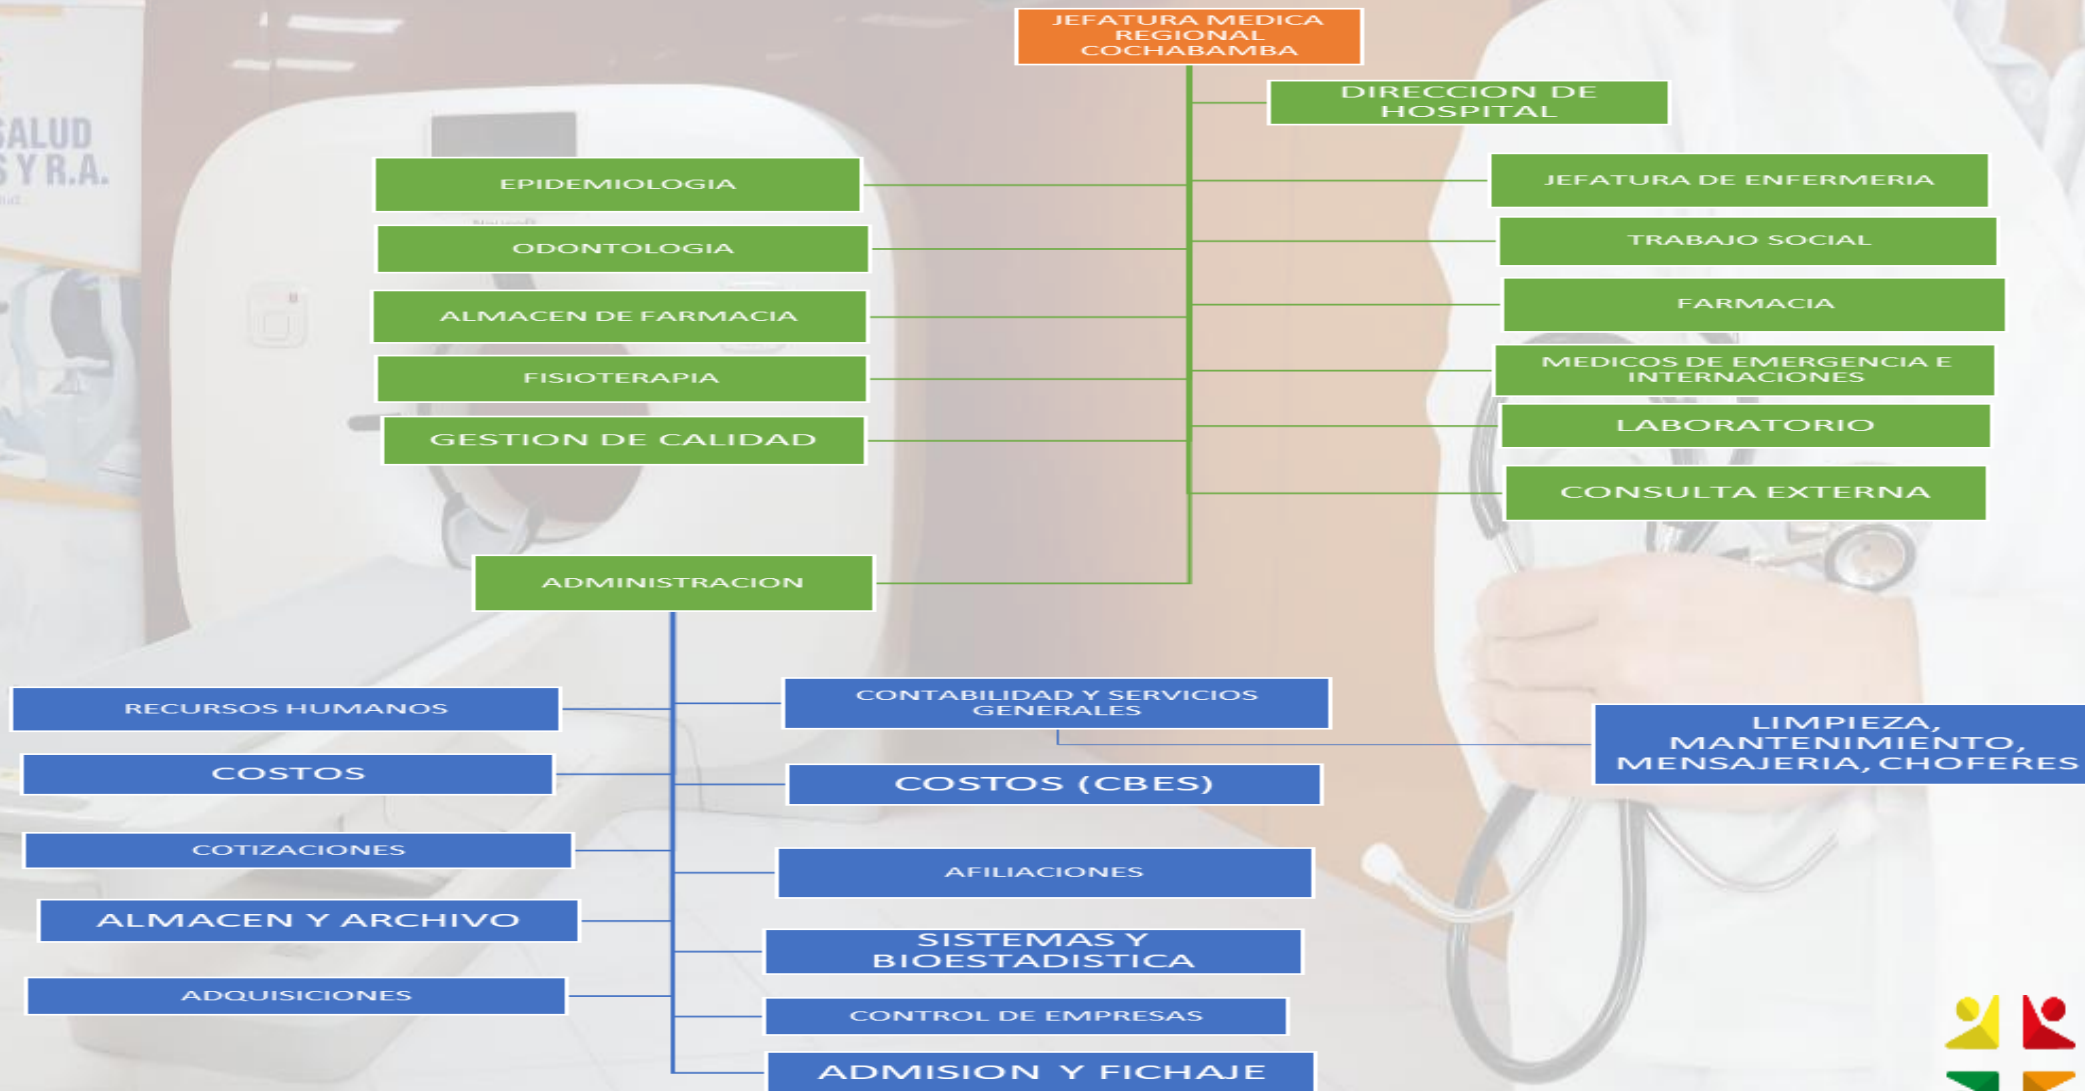 JEFATURA MEDICA
REGIONAL
COCHABAMBA
DIRECCION DE
HOSPITAL
SALUD
S Y R.A.
EPIDEMIOLOGIA
JEFATURA DE ENFERMERIA
ODONTOLOGIA
TRABAJO SOCIAL
ALMACEN DE FARMACIA
FARMACIA
FISIOTERAPIA
MEDICOS DE EMERGENCIA E
INTERNACIONES
GESTION DE CALIDAD
LABORATORIO
CONSULTA EXTERNA
ADMINISTRACION
RECURSOS HUMANOS
CONTABILIDAD Y SERVICIOS
GENERALES
LIMPIEZA,
MANTENIMIENTO,
MENSAJERIA, CHOFERES
COSTOS
COSTOS (CBES)
COTIZACIONES
AFILIACIONES
ALMACEN Y ARCHIVO
SISTEMAS Y
BIOESTADISTICA
ADQUISICIONES
CONTROL DE EMPRESAS
ADMISION Y FICHAJE